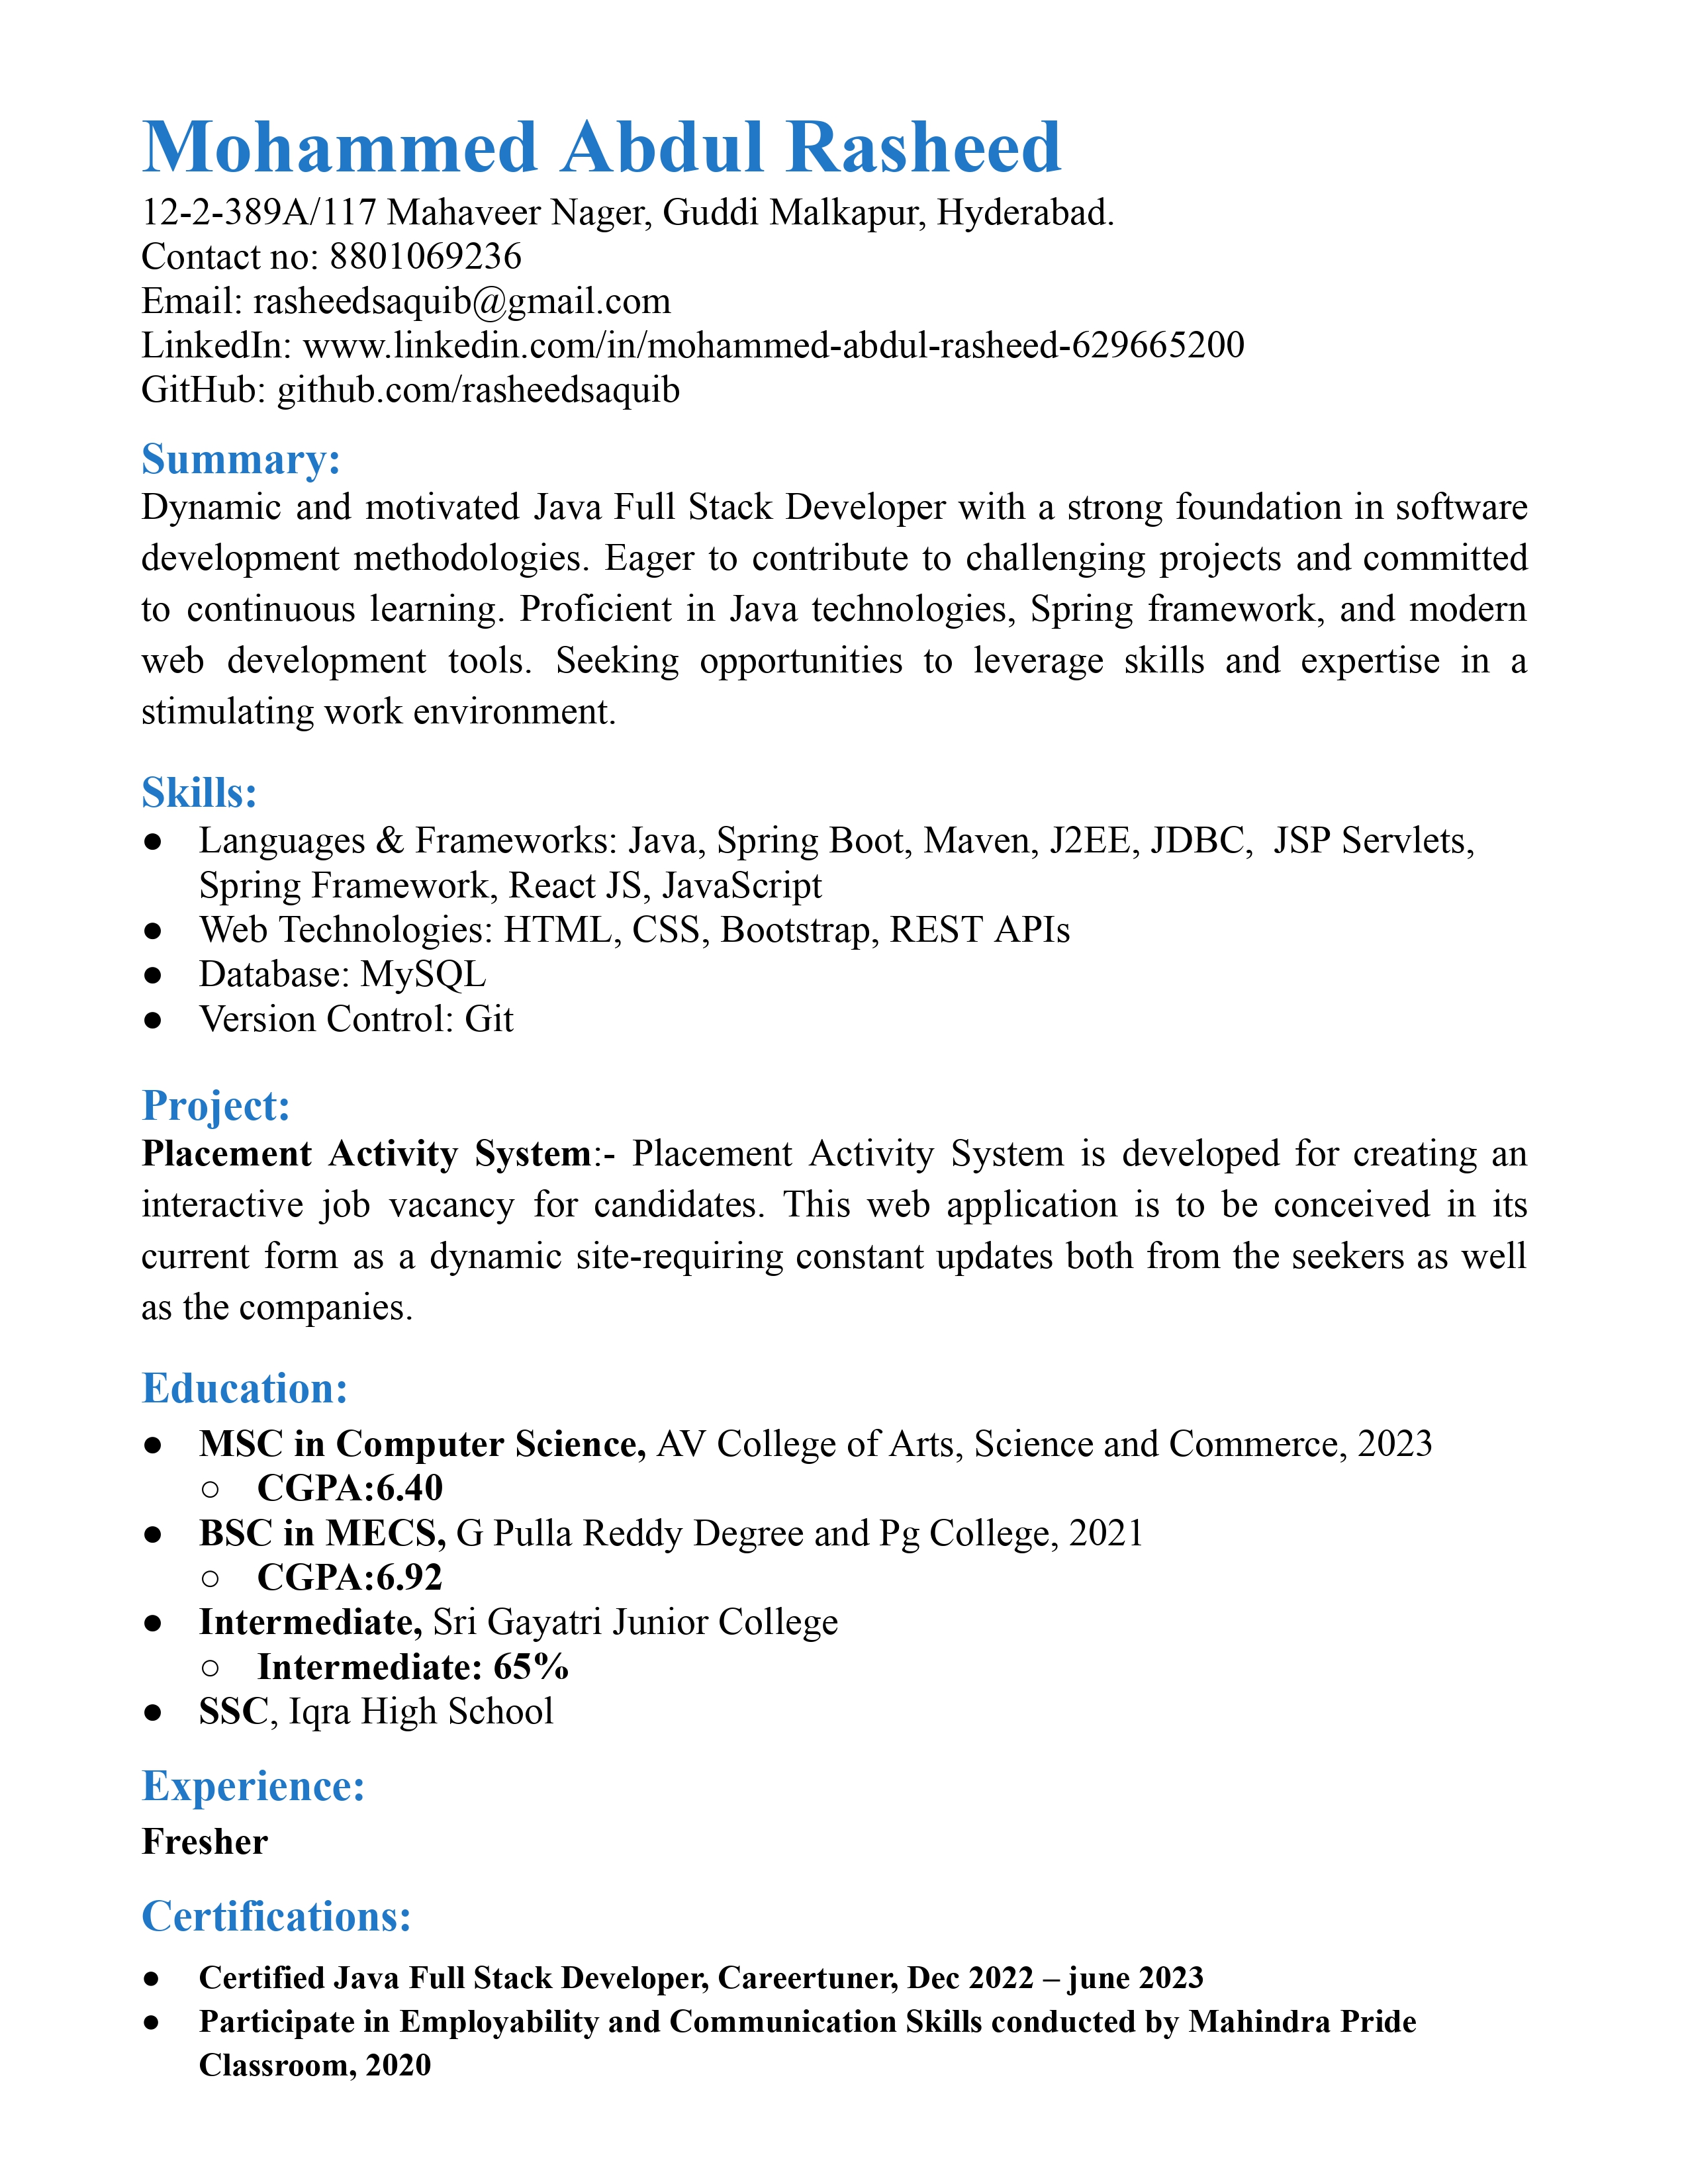 Mohammed Abdul Rasheed
12-2-389A/117 Mahaveer Nager, Guddi Malkapur, Hyderabad.
Contact no: 8801069236
Email: rasheedsaquib@gmail.com
LinkedIn: www.linkedin.com/in/mohammed-abdul-rasheed-629665200
GitHub: github.com/rasheedsaquib
Summary:
Dynamic and motivated Java Full Stack Developer with a strong foundation in software
development methodologies. Eager to contribute to challenging projects and committed
to continuous learning. Proficient in Java technologies, Spring framework, and modern
web development tools. Seeking opportunities to leverage skills and expertise in a
stimulating work environment.
Skills:
● Languages & Frameworks: Java, Spring Boot, Maven, J2EE, JDBC,  JSP Servlets,
Spring Framework, React JS, JavaScript
● Web Technologies: HTML, CSS, Bootstrap, REST APIs
● Database: MySQL
● Version Control: Git
Project:
Placement Activity System:- Placement Activity System is developed for creating an
interactive job vacancy for candidates. This web application is to be conceived in its
current form as a dynamic site-requiring constant updates both from the seekers as well
as the companies.
Education:
● MSC in Computer Science, AV College of Arts, Science and Commerce, 2023
○ CGPA:6.40
● BSC in MECS, G Pulla Reddy Degree and Pg College, 2021
○ CGPA:6.92
● Intermediate, Sri Gayatri Junior College
○ Intermediate: 65%
● SSC, Iqra High School
Experience:
Fresher
Certifications:
● Certified Java Full Stack Developer, Careertuner, Dec 2022 – june 2023
● Participate in Employability and Communication Skills conducted by Mahindra Pride
Classroom, 2020